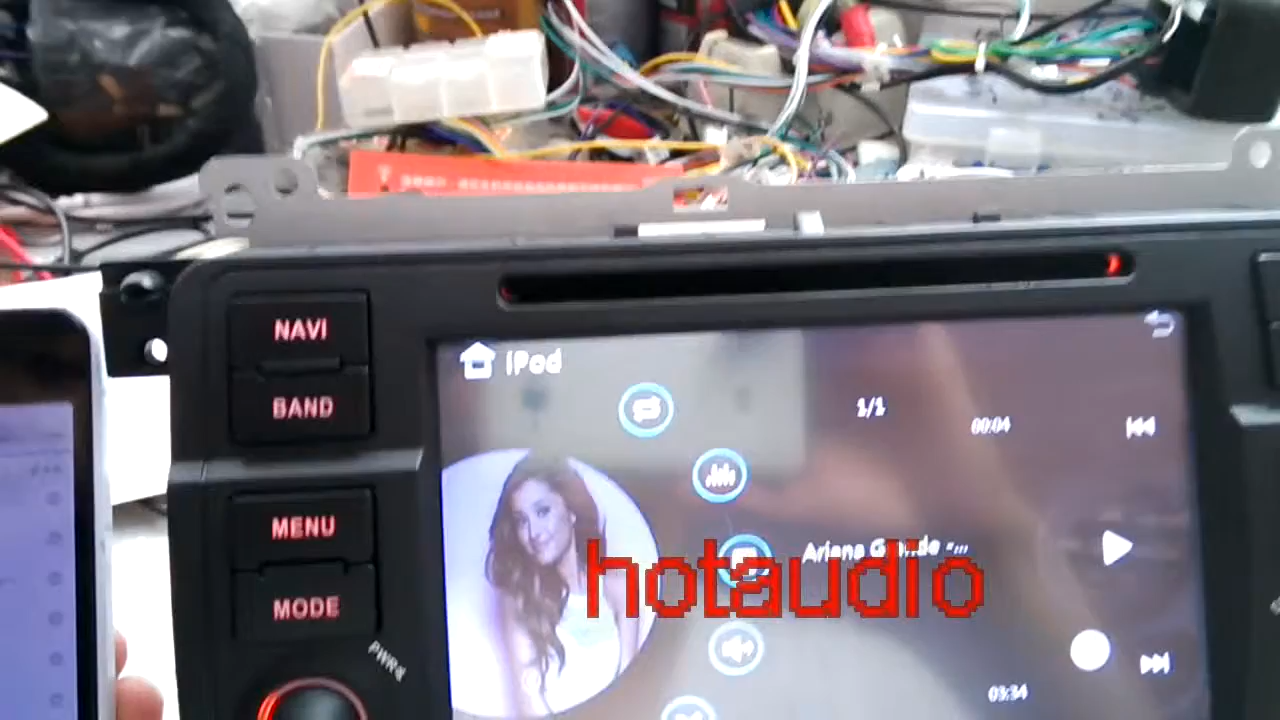 NAVI
BAND
MENU
MODE
PWR
iPod
1/1
00:04
Ariana Grande -...
hotaudio
03:34